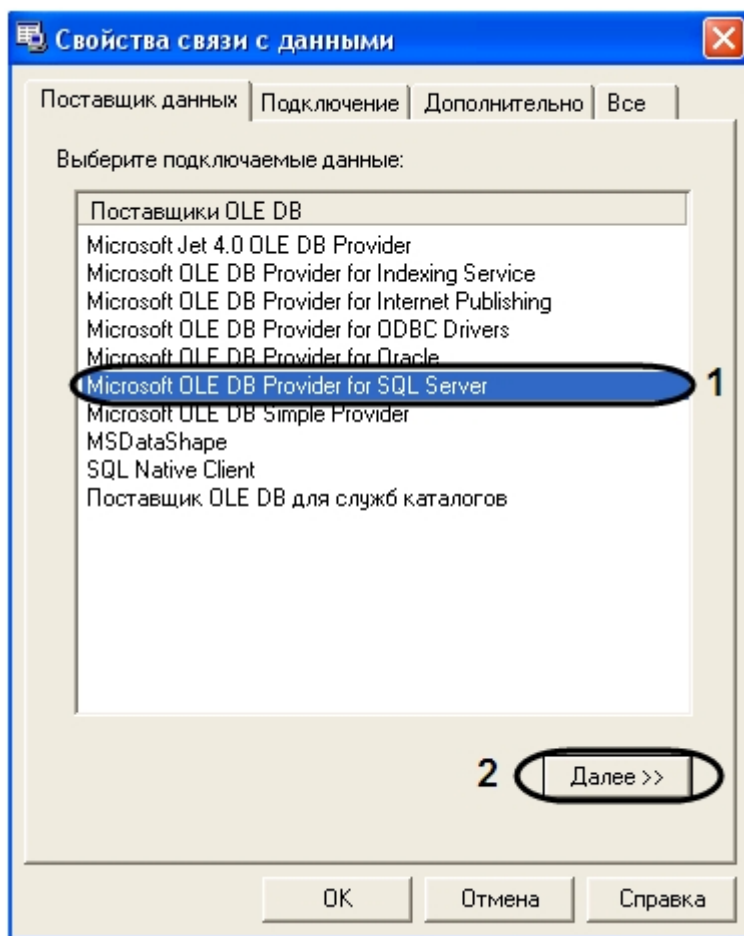 Свойства связи с данными
Поставщик данных Подключение Дополнительно Все
Выберите подключаемые данные:
Поставщики OLE DB
Microsoft Jet 4.0 OLE DB Provider
Microsoft OLE DB Provider for Indexing Service
Microsoft OLE DB Provider for Internet Publishing
Microsoft OLE DB Provider for ODBC Drivers
Microsoft OLE DB Provider for Oracle
Microsoft OLE DB Provider for SQL Server 1
Microsoft OLE DB Simple Provider
MSDataShape
SQL Native Client
Поставщик OLE DB для служб каталогов
2 Далее >>
OK Отмена Справка